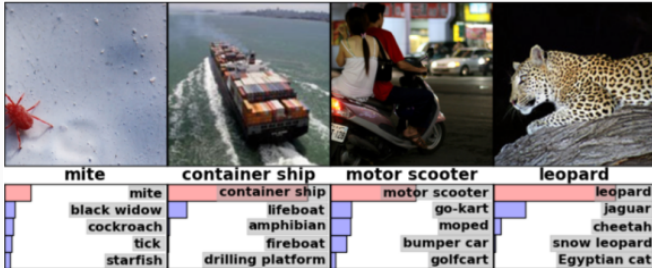 mite
container ship
motor scooter
leopard
mite
black widow
cockroach
tick
starfish
container ship
lifeboat
amphibian
fireboat
drilling platform
motor scooter
go-kart
moped
bumper car
golfcart
leopard
jaguar
cheetah
snow leopard
Egyptian cat